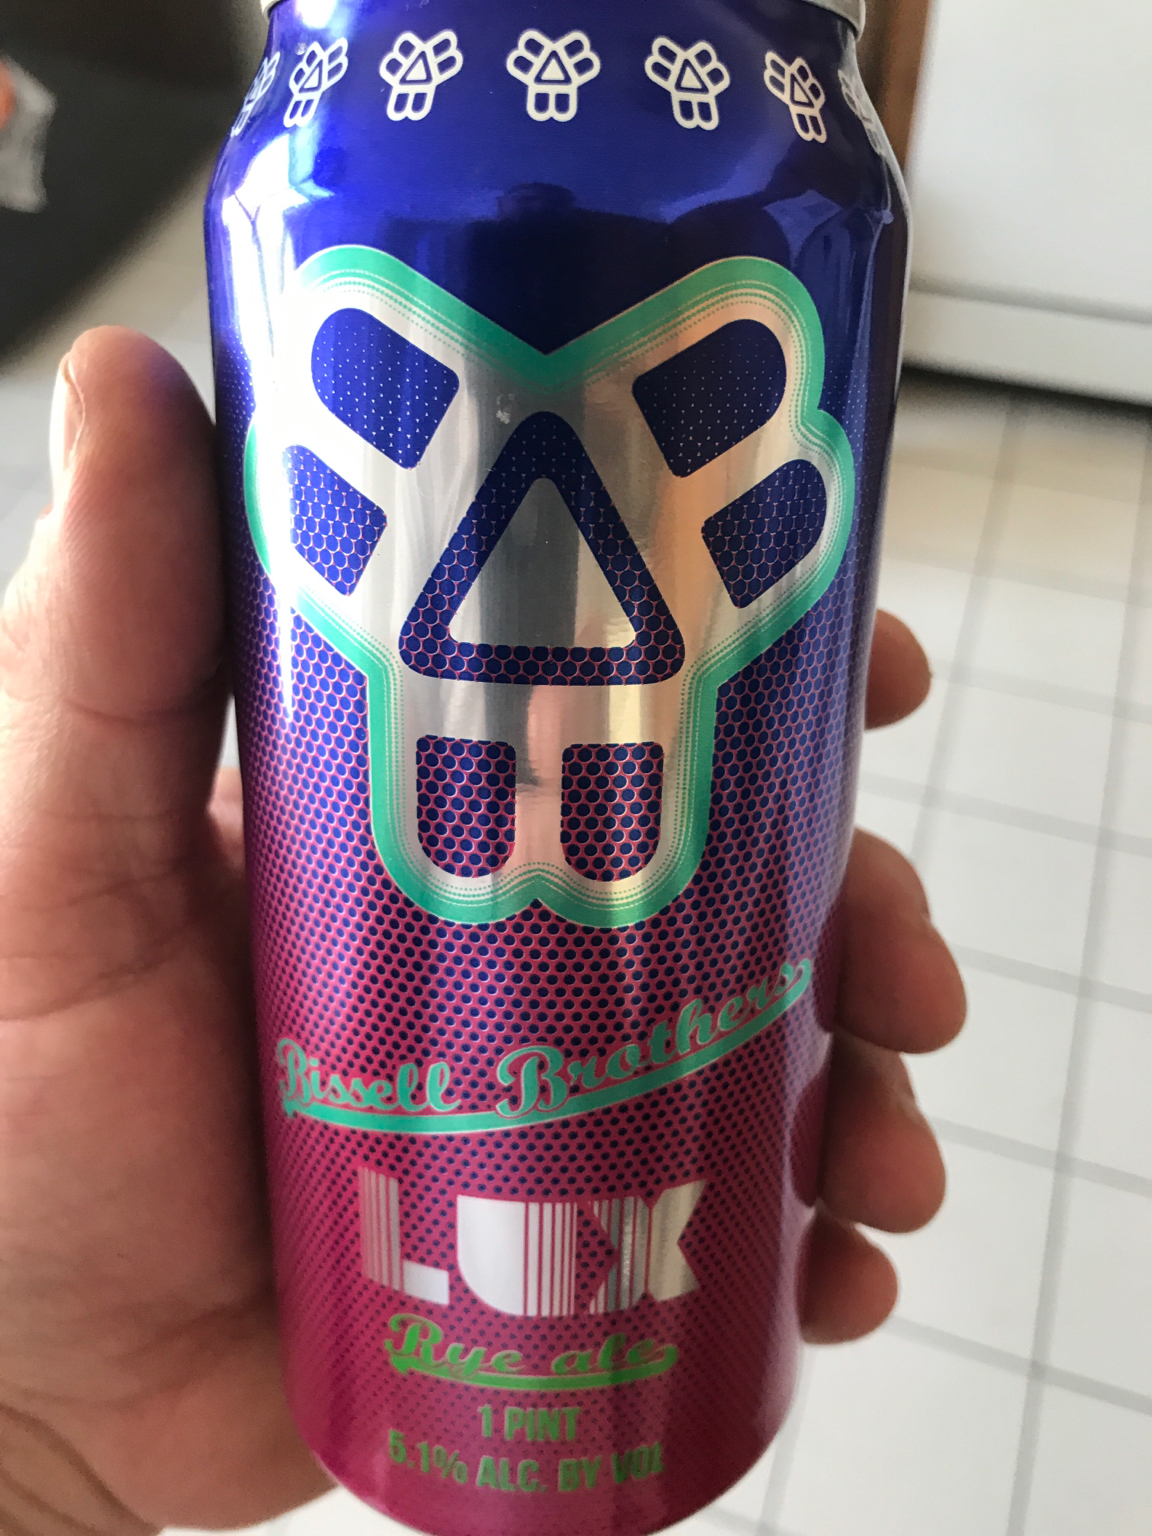 Bissell Brothers
LUX
Rye ale
1 PINT
5.1% ALC. BY VOL